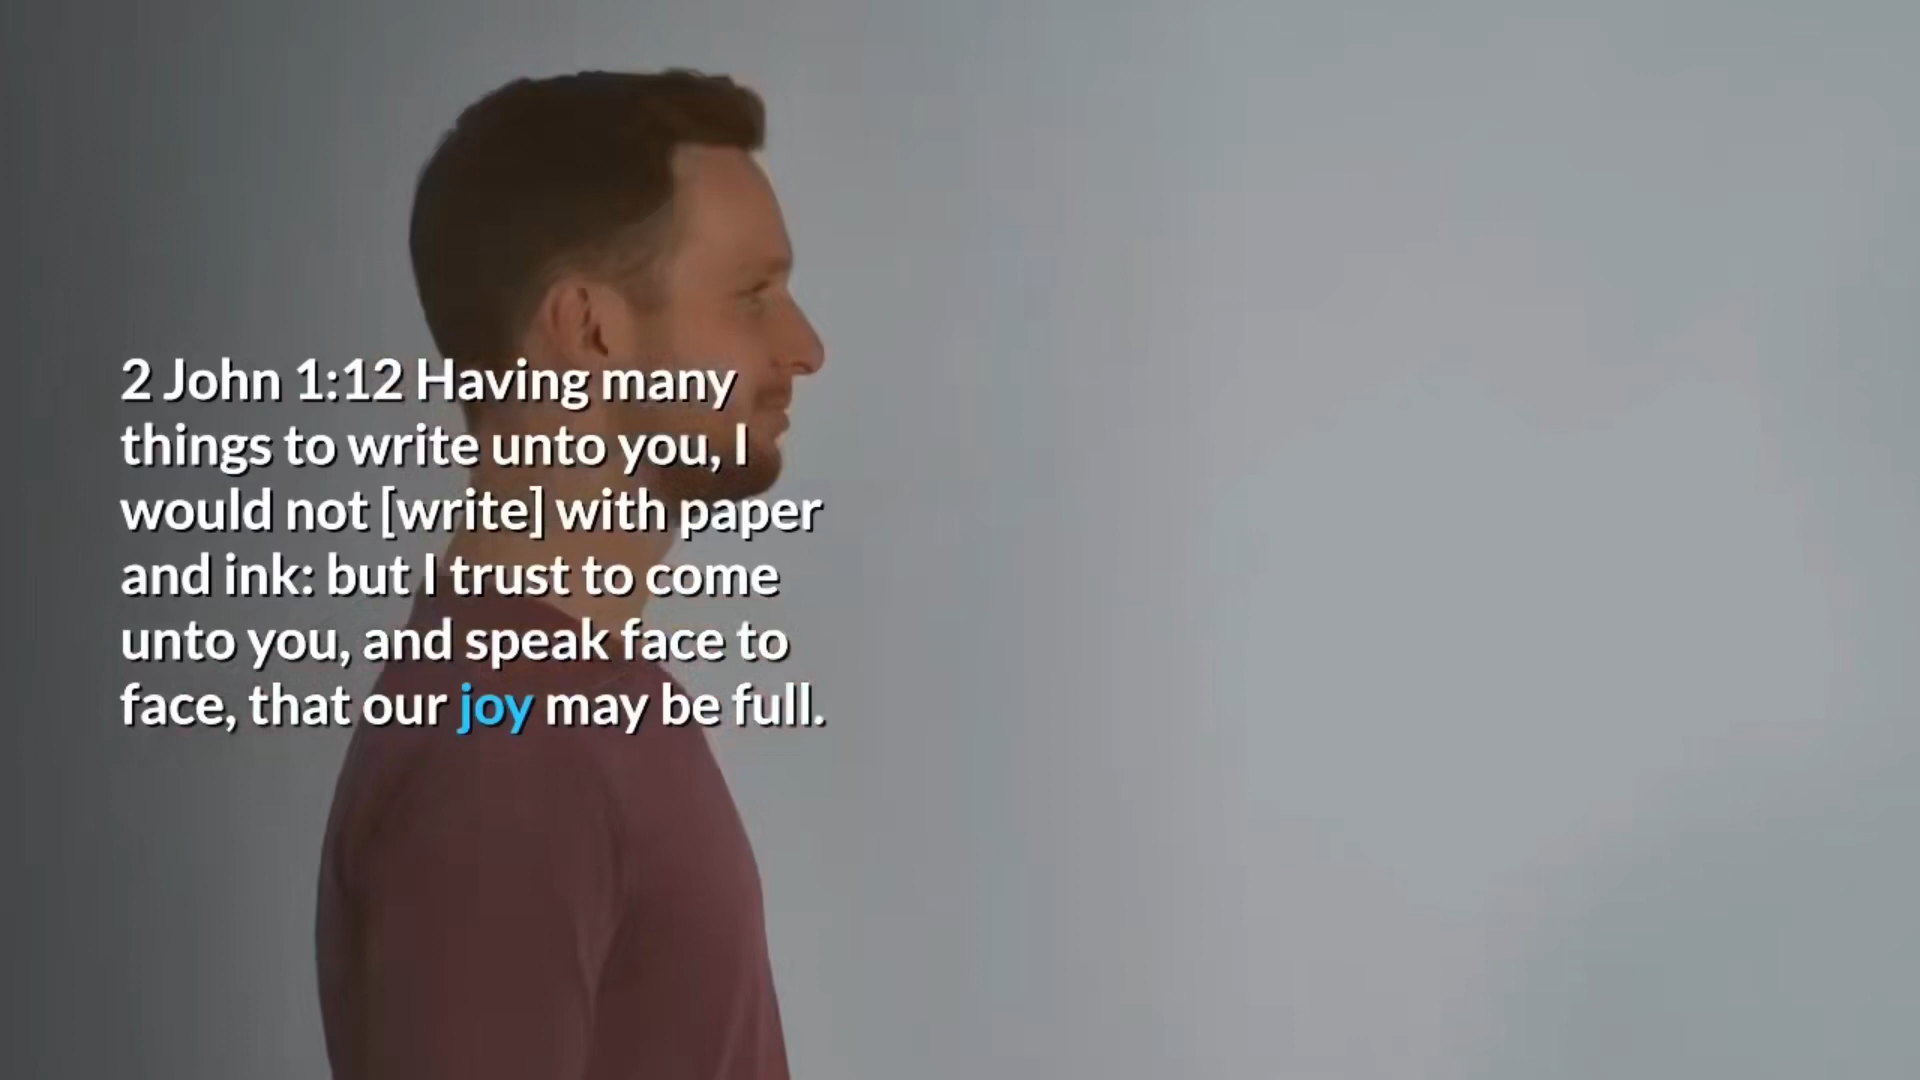 2 John 1:12 Having many
things to write unto you, I
would not [write] with paper
and ink: but I trust to come
unto you, and speak face to
face, that our joy may be full.